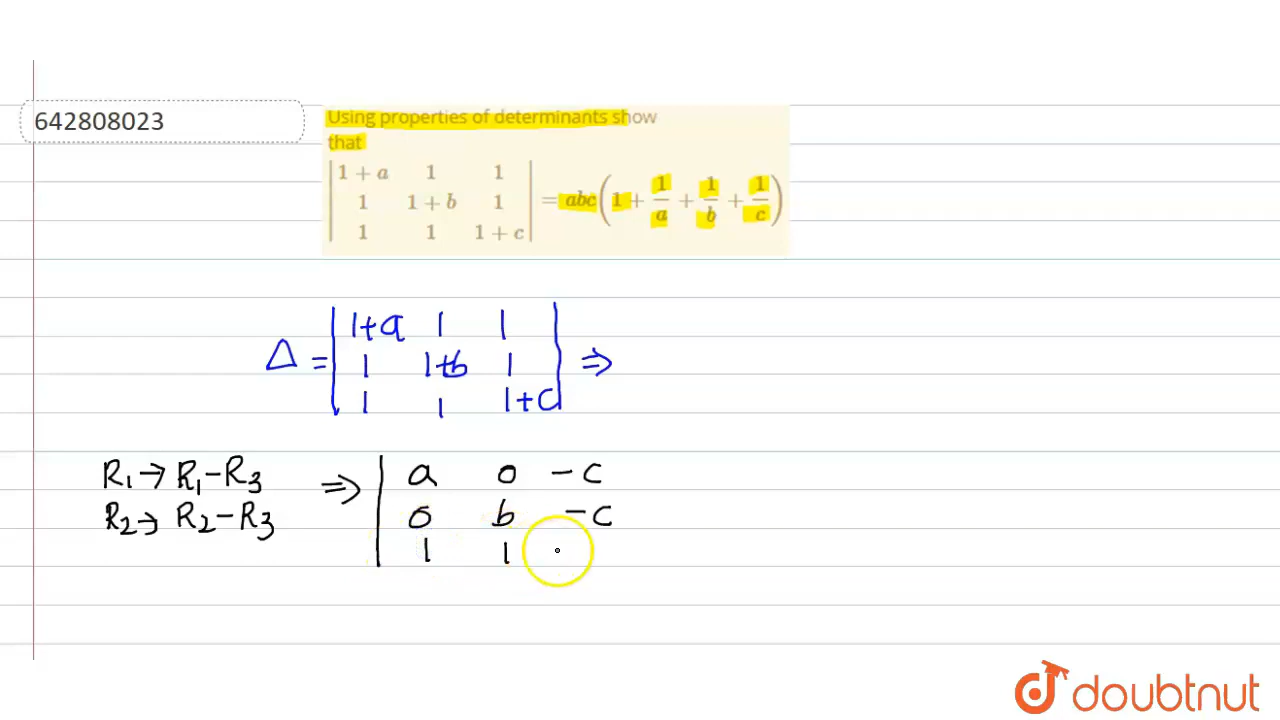 642808023
Using properties of determinants show
that
| 1 + a 1 1 |
| 1 1 + b 1 | = abc(1 + 1/a + 1/b + 1/c)
| 1 1 1 + c |
Δ = | 1+a 1 1 |
| 1 1+b 1 | ⇒
| 1 1 1+c |
R₁ → R₁ - R₃ ⇒ | a 0 -c
R₂ → R₂ - R₃ | 0 b -c
| 1 1
doubtnut